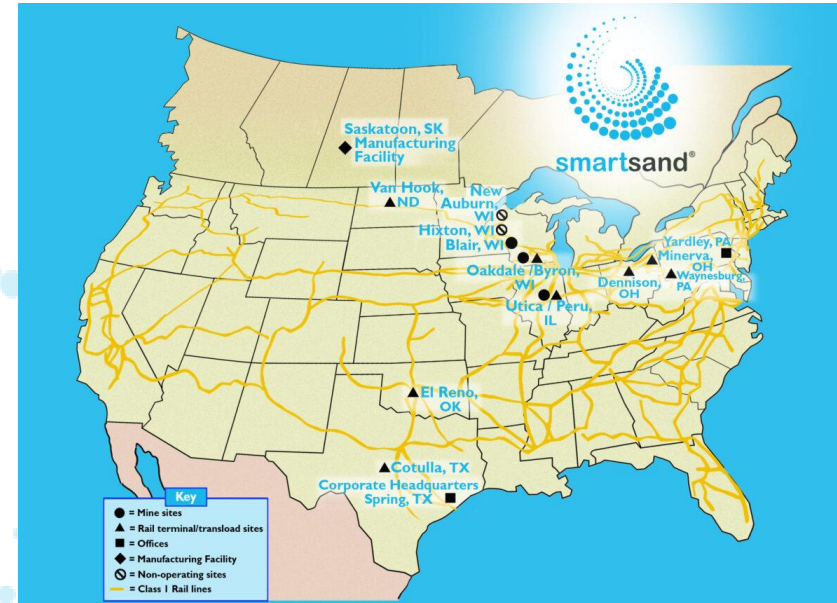 smartsand®
Saskatoon, SK
Manufacturing
Facility
Van Hook,
ND
New
Auburn,
WI
Hixton, WI
Blair, WI
Oakdale /Byron,
WI
Utica / Peru,
IL
Yardley, PA
Minerva,
OH
Waynesburg,
PA
Dennison,
OH
El Reno,
OK
Cotulla, TX
Corporate Headquarters
Spring, TX
Key
= Mine sites
= Rail terminal/transload sites
= Offices
= Manufacturing Facility
= Non-operating sites
= Class 1 Rail lines